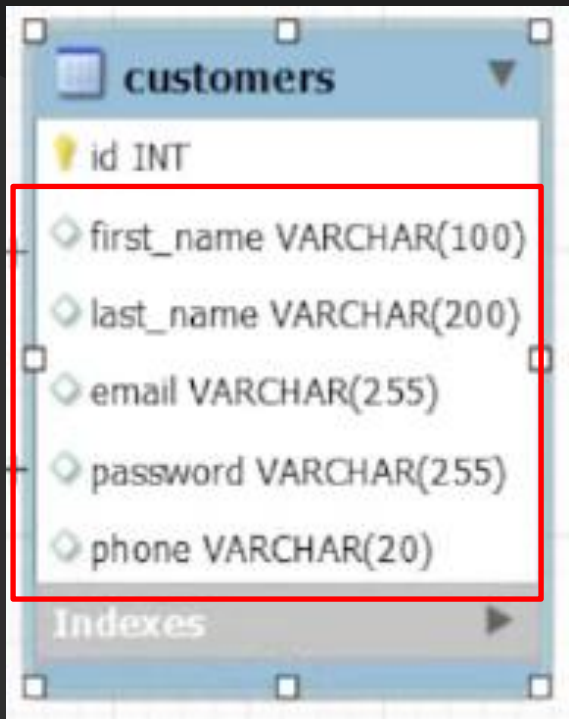 customers
id INT
first_name VARCHAR(100)
last_name VARCHAR(200)
email VARCHAR(255)
password VARCHAR(255)
phone VARCHAR(20)
Indexes